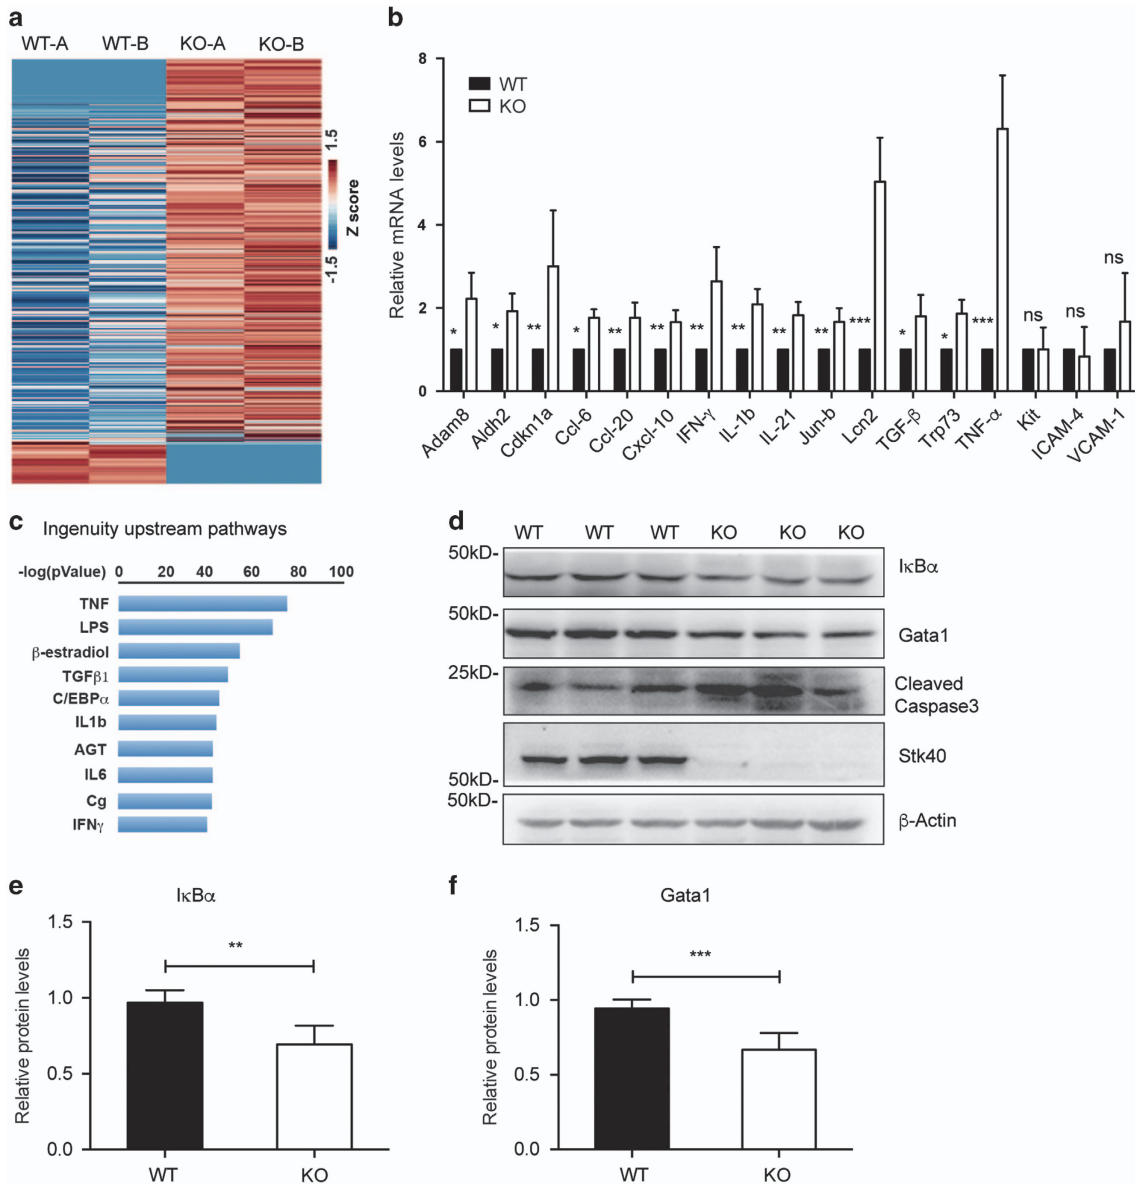 a
WT-A WT-B KO-A KO-B
1.5
Z score
-1.5
b
WT
KO
Relative mRNA levels
8
6
4
2
0
* * ** * ** ** ** ** ** ** *** * * *** ns ns ns
Adam8 Aldh2 Cdkn1a Ccl-6 Ccl-20 Cxcl-10 IFN-γ IL-1b IL-21 Jun-b Lcn2 TGF-β Trp73 TNF-α Kit ICAM-4 VCAM-1
c
Ingenuity upstream pathways
-log(pValue) 0 20 40 60 80 100
TNF
LPS
β-estradiol
TGFβ1
C/EBPα
IL1b
AGT
IL6
Cg
IFNγ
d
WT WT WT KO KO KO
50kD- IκBα
50kD- Gata1
25kD- Cleaved
Caspase3
Stk40
50kD-
50kD- β-Actin
e
IκBα
Relative protein levels
1.5
1.0
0.5
0.0
**
WT KO
f
Gata1
Relative protein levels
1.5
1.0
0.5
0.0
***
WT KO